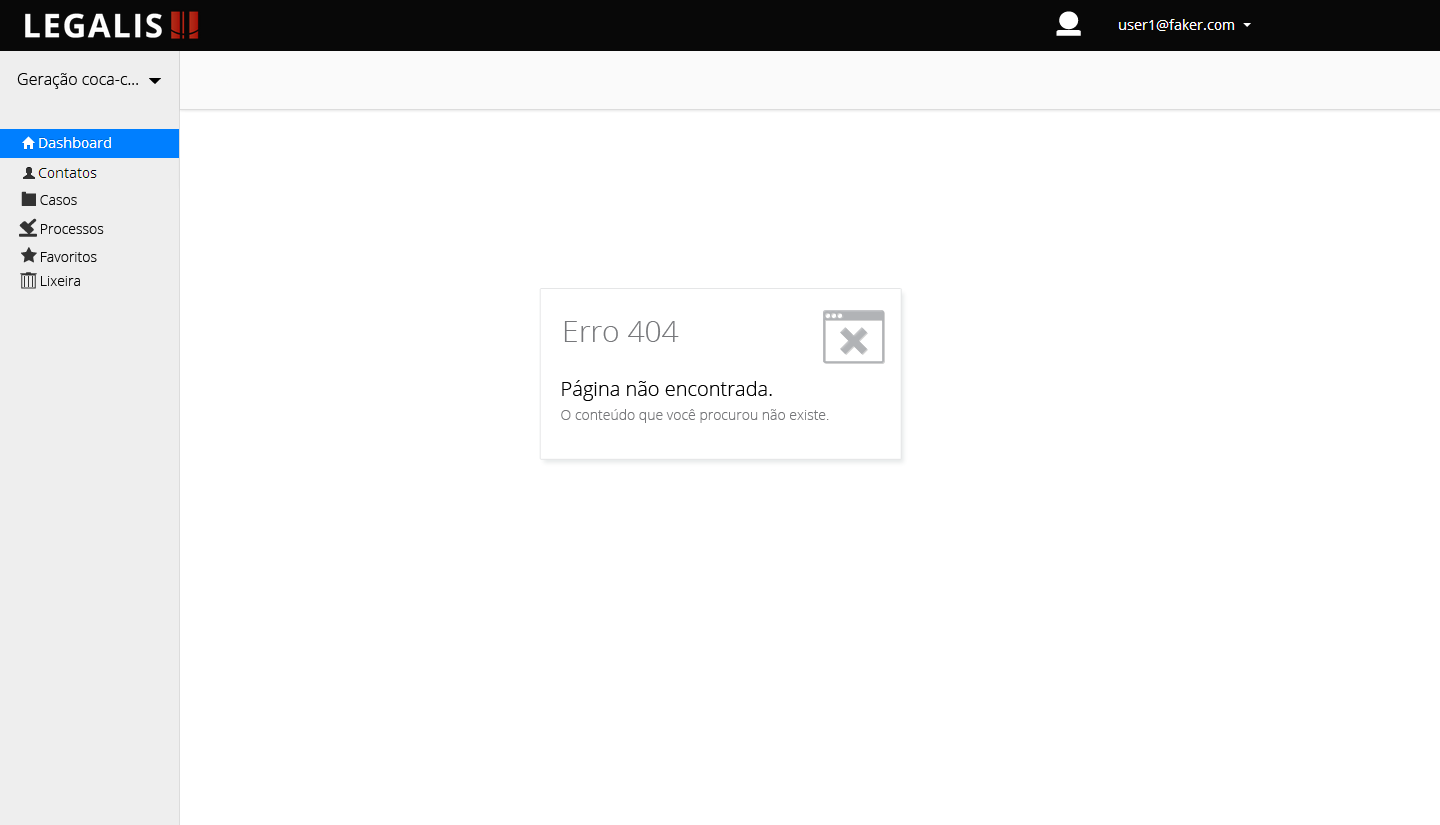 LEGALIS
user1@faker.com
Geração coca-c...
Dashboard
Contatos
Casos
Processos
Favoritos
Lixeira
Erro 404
Página não encontrada.
O conteúdo que você procurou não existe.